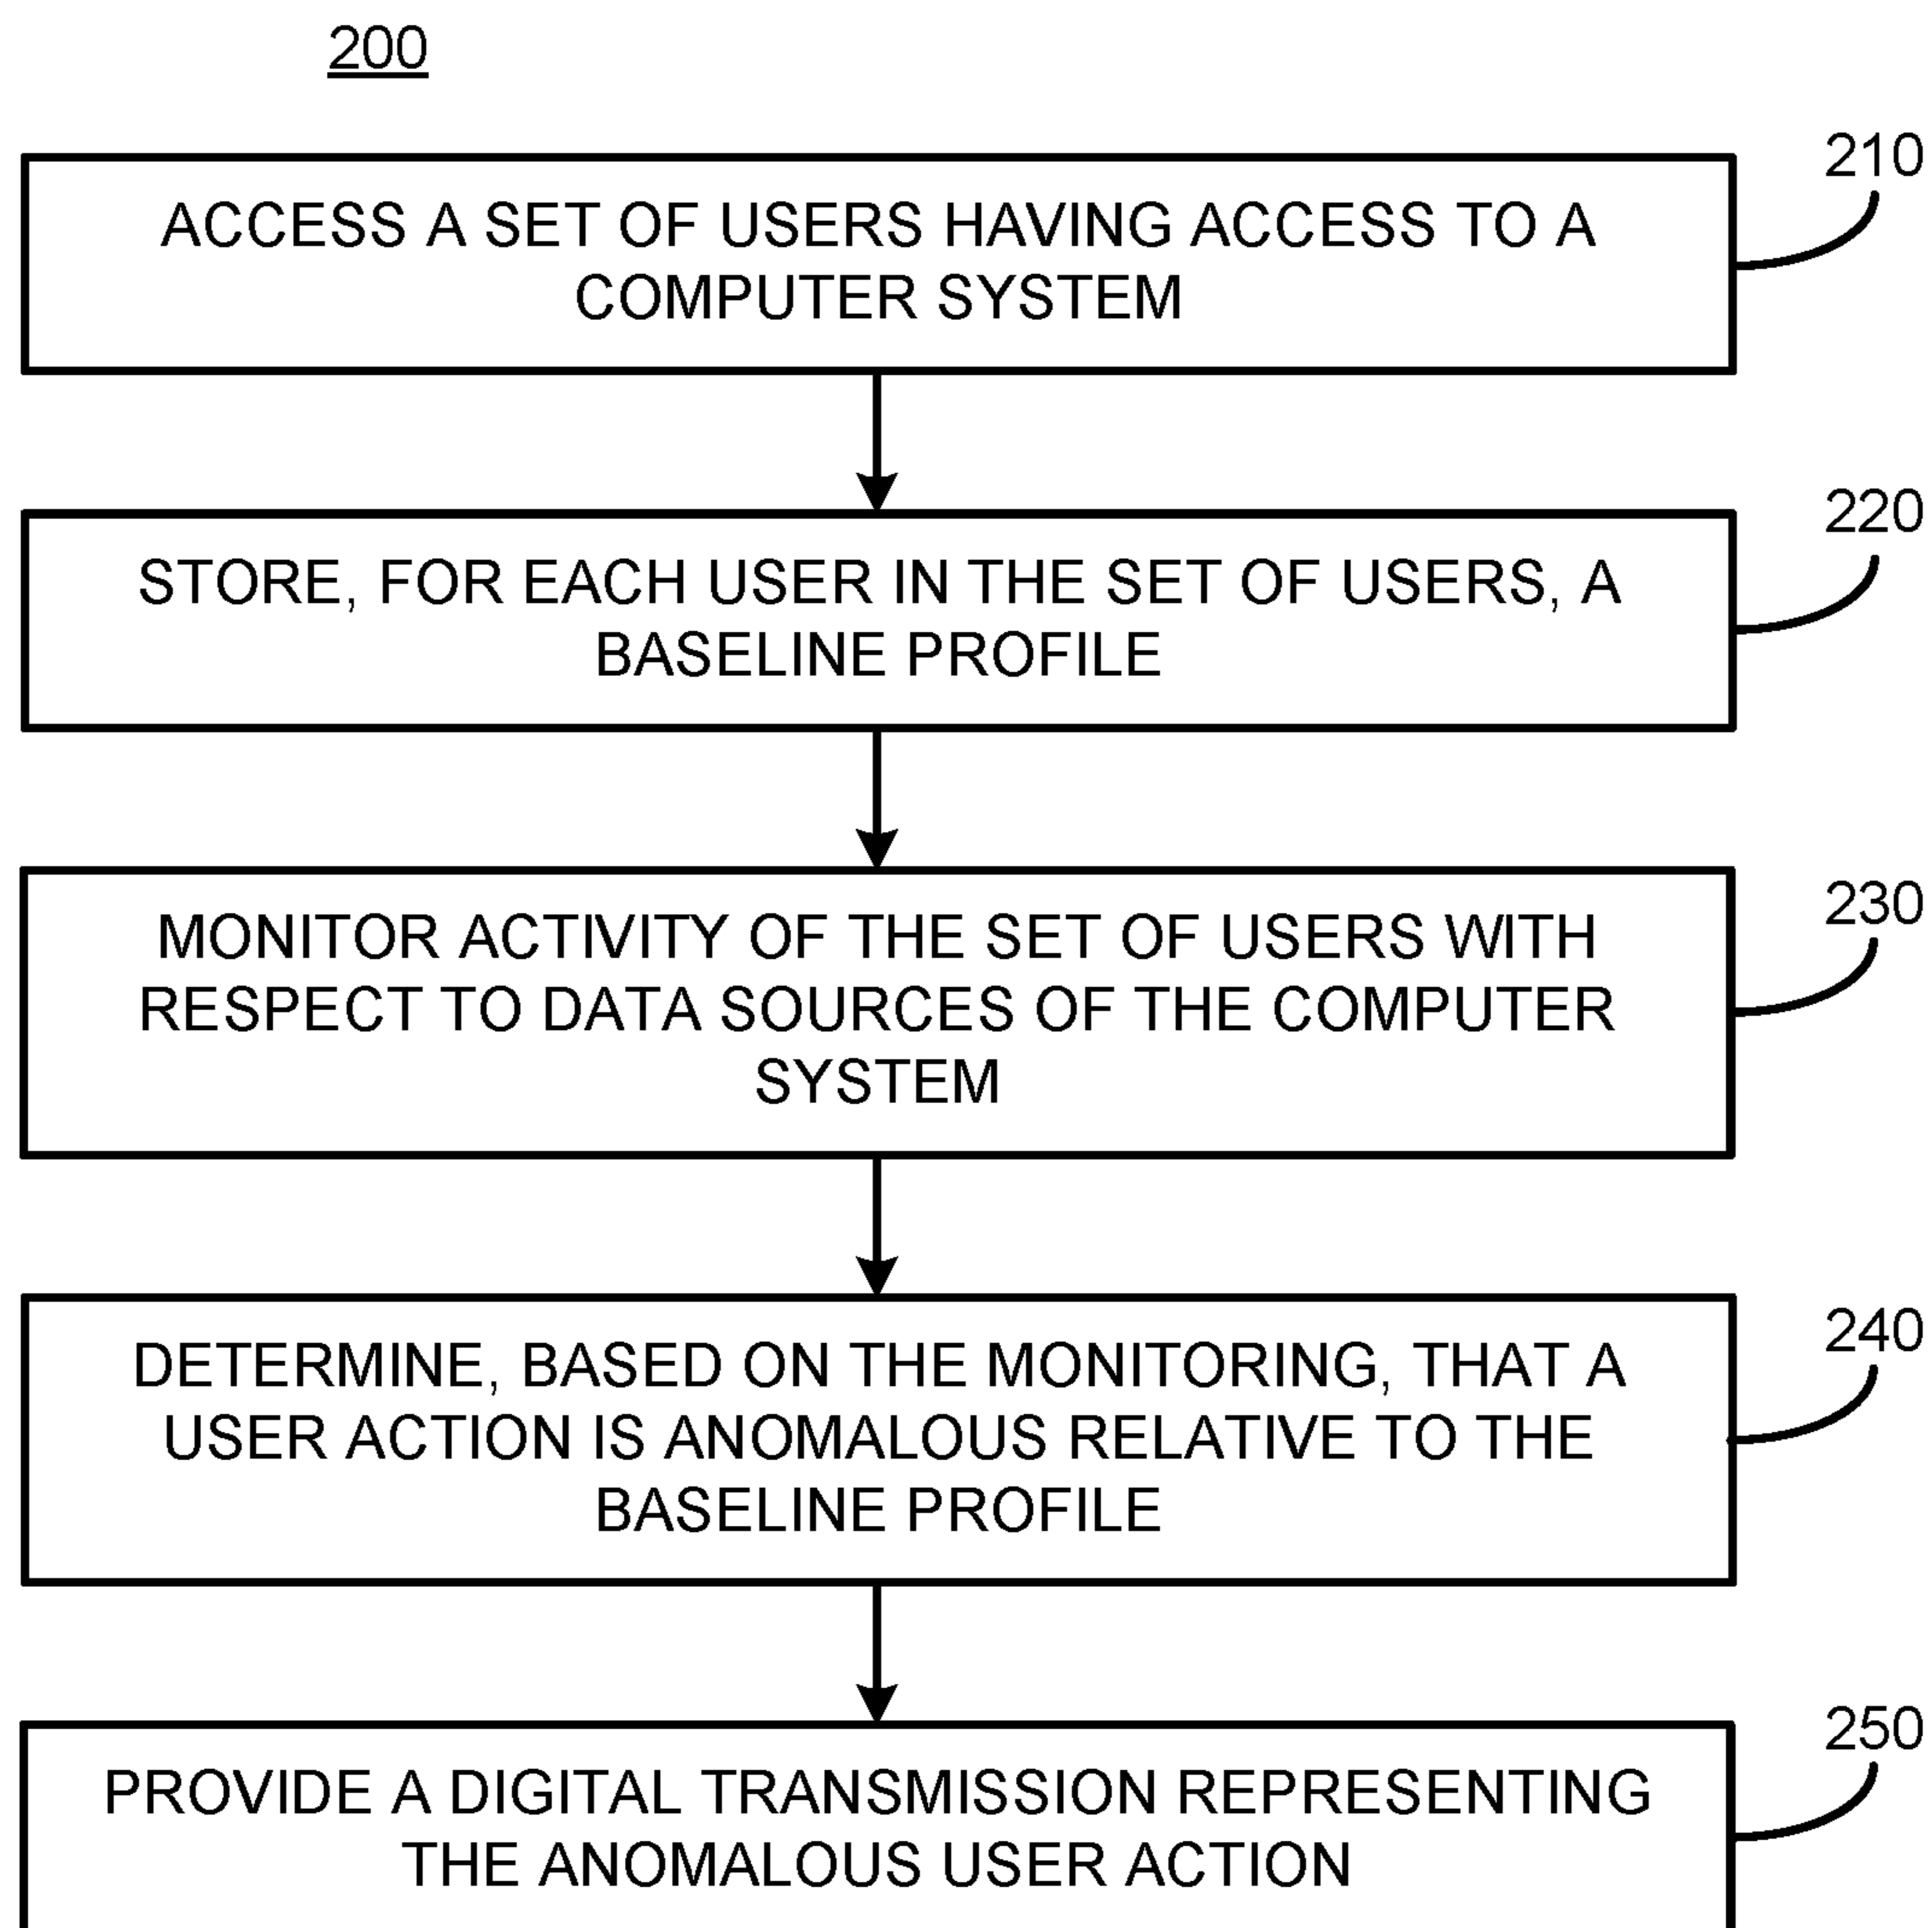 200
210
ACCESS A SET OF USERS HAVING ACCESS TO A
COMPUTER SYSTEM
220
STORE, FOR EACH USER IN THE SET OF USERS, A
BASELINE PROFILE
230
MONITOR ACTIVITY OF THE SET OF USERS WITH
RESPECT TO DATA SOURCES OF THE COMPUTER
SYSTEM
240
DETERMINE, BASED ON THE MONITORING, THAT A
USER ACTION IS ANOMALOUS RELATIVE TO THE
BASELINE PROFILE
250
PROVIDE A DIGITAL TRANSMISSION REPRESENTING
THE ANOMALOUS USER ACTION